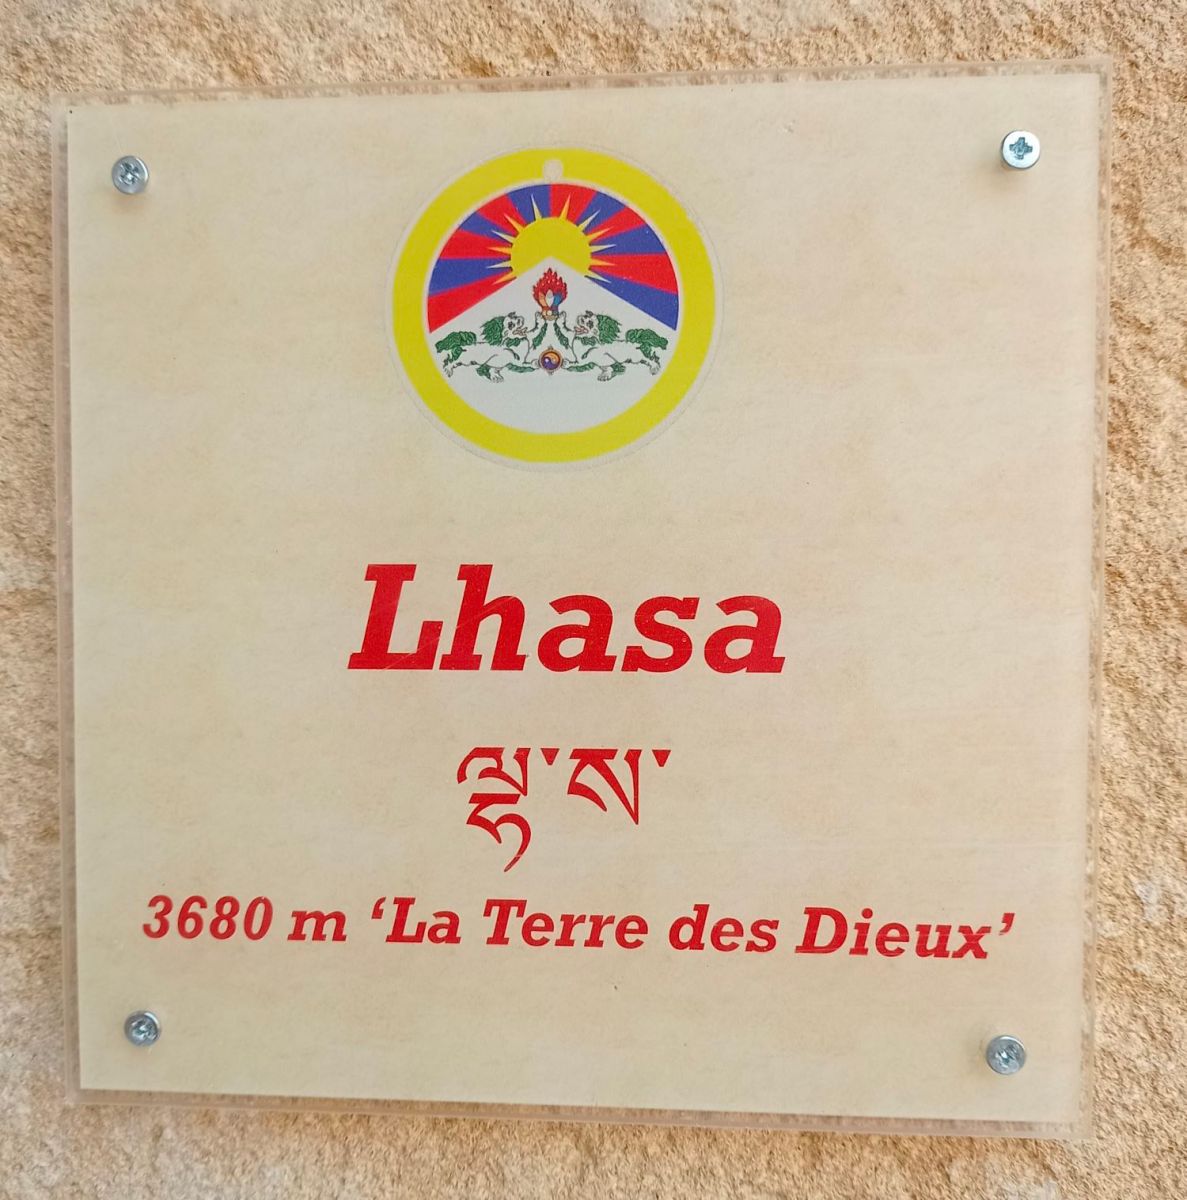 Lhasa
ལྷ་ས་
3680 m ‘La Terre des Dieux’